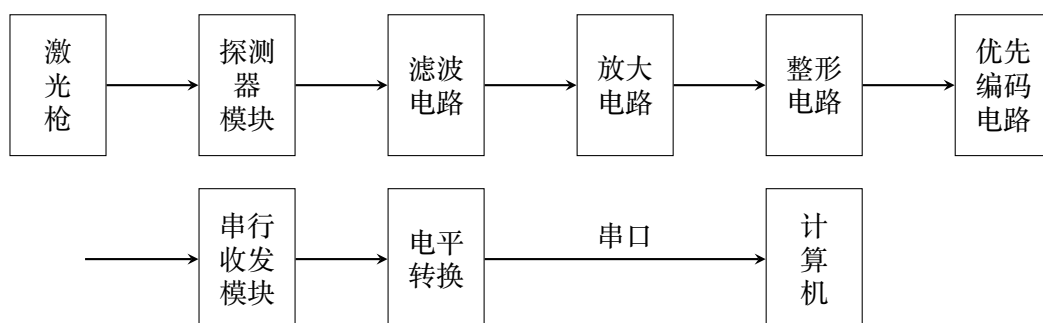 激
光
枪
探测
器
模块
滤波
电路
放大
电路
整形
电路
优先
编码
电路
串行
收发
模块
电平
转换
串口
计
算
机